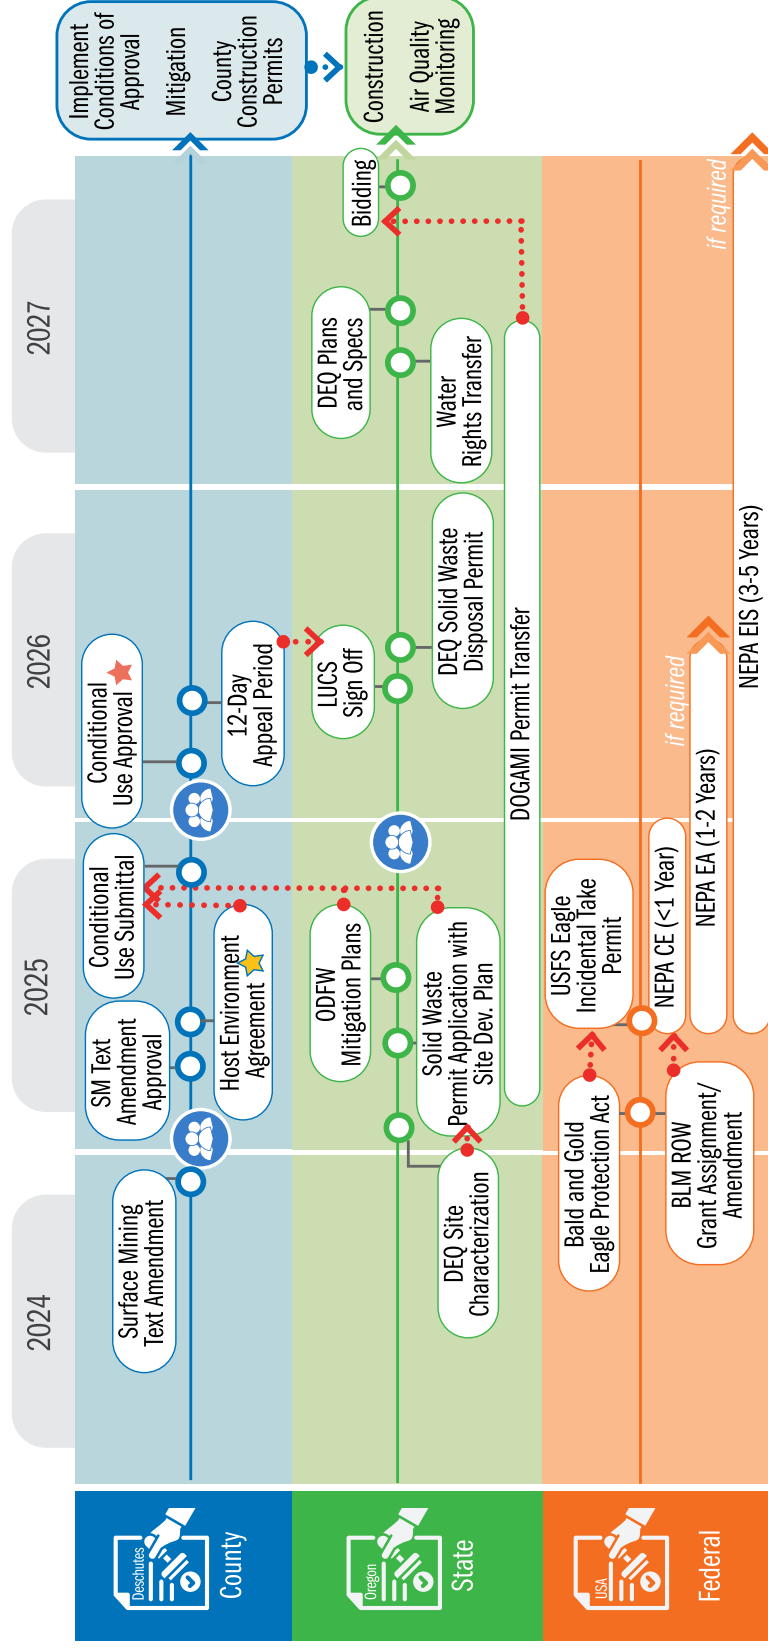 2024
2025
2026
2027
Deschutes
County
Surface Mining
Text Amendment
SM Text
Amendment
Approval
Host Environment
Agreement
Conditional
Use Submittal
Conditional
Use Approval
12-Day
Appeal Period
Implement
Conditions of
Approval
Mitigation
County
Construction
Permits
Oregon
State
DEQ Site
Characterization
ODFW
Mitigation Plans
Solid Waste
Permit Application with
Site Dev. Plan
LUCS
Sign Off
DEQ Solid Waste
Disposal Permit
DEQ Plans
and Specs
Water
Rights Transfer
Bidding
DOGAMI Permit Transfer
Construction
Air Quality
Monitoring
USA
Federal
Bald and Gold
Eagle Protection Act
BLM ROW
Grant Assignment/
Amendment
USFS Eagle
Incidental Take
Permit
NEPA CE (<1 Year)
NEPA EA (1-2 Years)
if required
NEPA EIS (3-5 Years)
if required